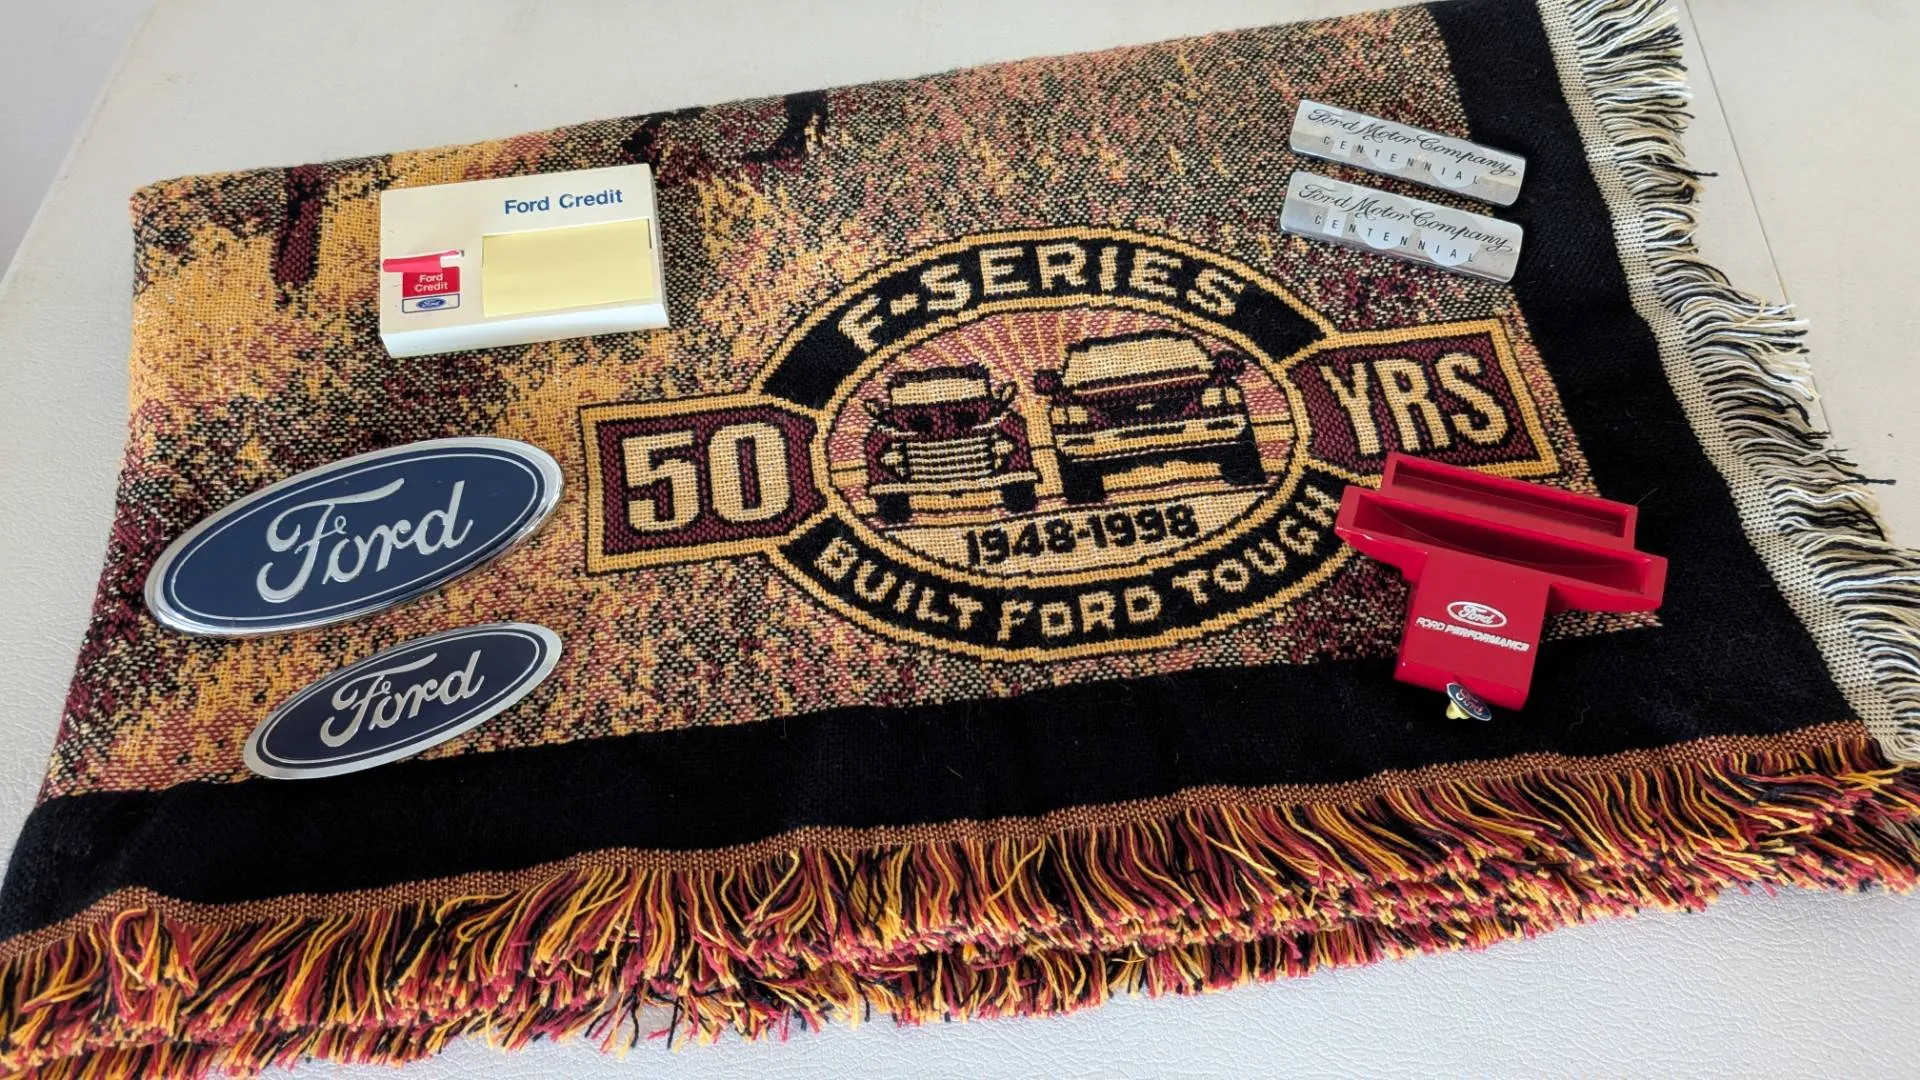 Ford Credit
Ford
Credit
Ford
Ford Motor Company
CENTENNIAL
Ford Motor Company
CENTENNIAL
F-SERIES
50
YRS
1948-1998
BUILT FORD TOUGH
Ford
Ford
Ford
FORD PERFORMANCE
Ford